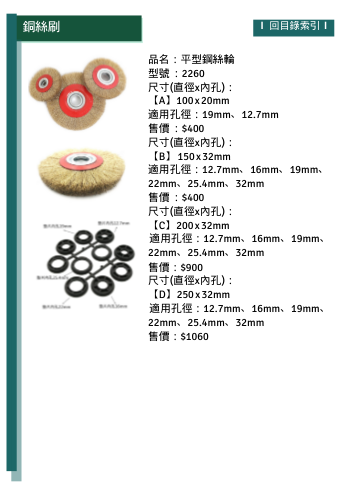 銅絲刷
I 回目錄索引 I
品名：平型鋼絲輪
型號：2260
尺寸(直徑x內孔)：
【A】100x20mm
適用孔徑：19mm、12.7mm
售價：$400
尺寸(直徑x內孔)：
【B】150x32mm
適用孔徑：12.7mm、16mm、19mm、
22mm、25.4mm、32mm
售價：$400
尺寸(直徑x內孔)：
【C】200x32mm
適用孔徑：12.7mm、16mm、19mm、
22mm、25.4mm、32mm
售價：$900
尺寸(直徑x內孔)：
【D】250x32mm
適用孔徑：12.7mm、16mm、19mm、
22mm、25.4mm、32mm
售價：$1060